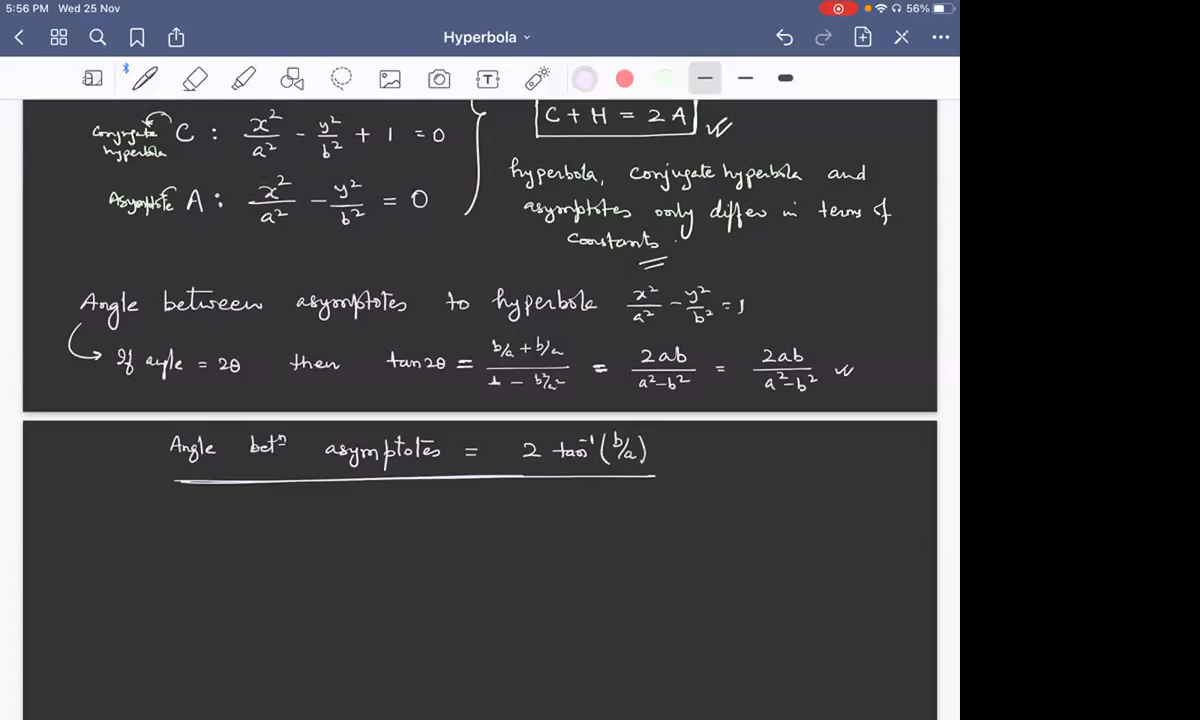 5:56 PM Wed 25 Nov
56%
Hyperbola
C + H = 2A
Conjugate hyperbola C : x²/a² - y²/b² + 1 = 0
hyperbola, conjugate hyperbola and
Asymptote A : x²/a² - y²/b² = 0
asymptotes only differ in terms of
constants.
Angle between asymptotes to hyperbola x²/a² - y²/b² = 1
If angle = 2θ then tan2θ = (b/a + b/a)/(1 - b²/a²) = 2ab/(a²-b²) = 2ab/(a²-b²)
Angle betⁿ asymptotes = 2 tan⁻¹(b/a)